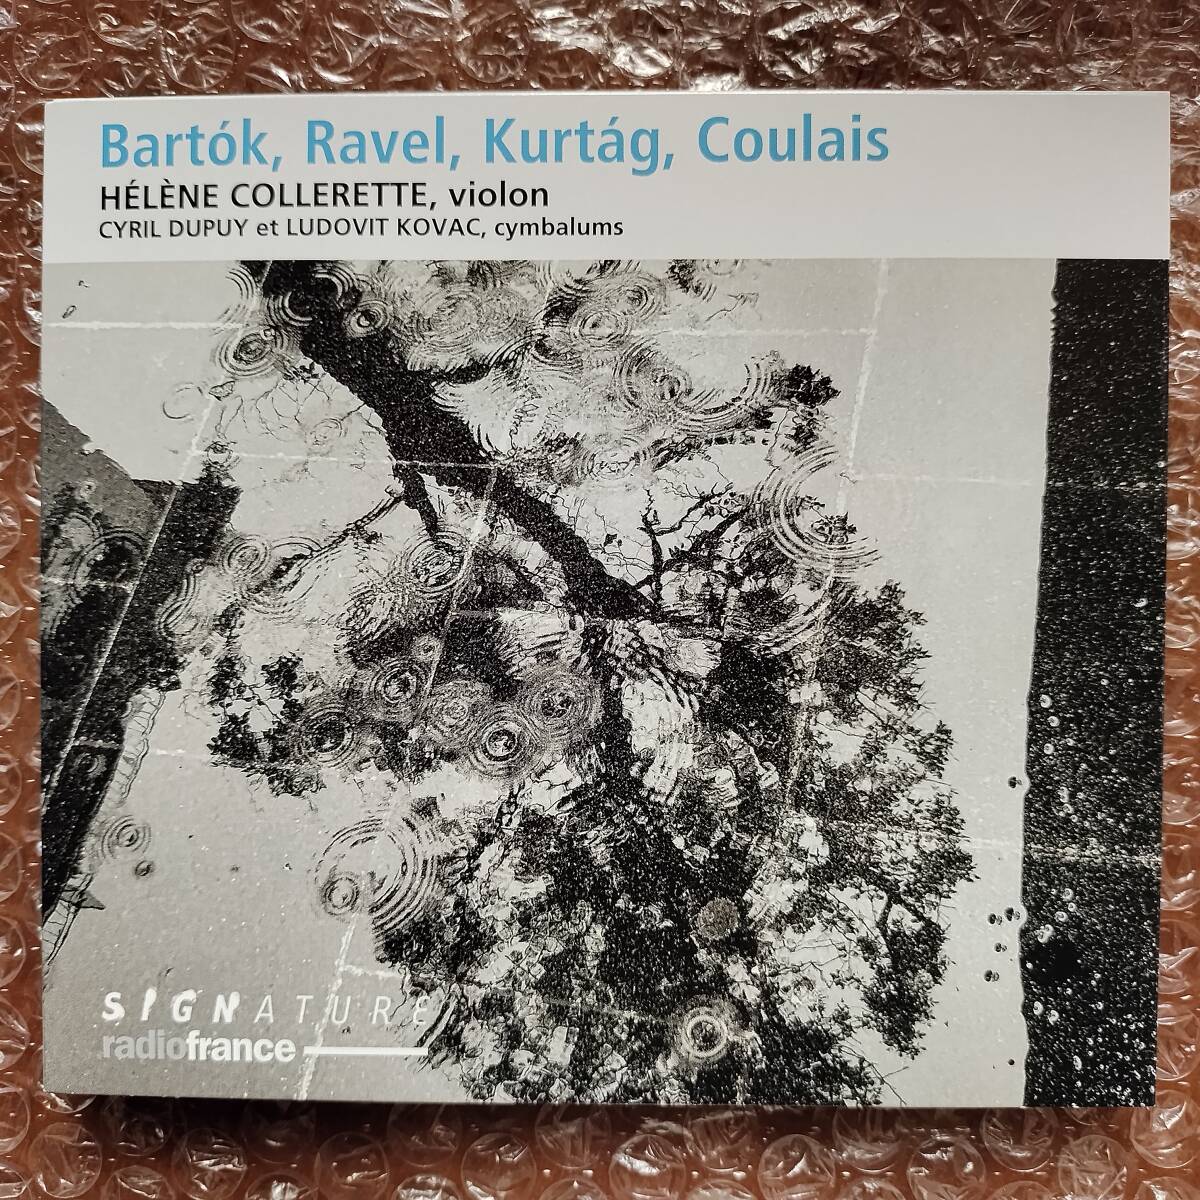 Bartók, Ravel, Kurtág, Coulais
HÉLÈNE COLLERETTE, violon
CYRIL DUPUY et LUDOVIT KOVAC, cymbalums
SIGNATURE
radiofrance